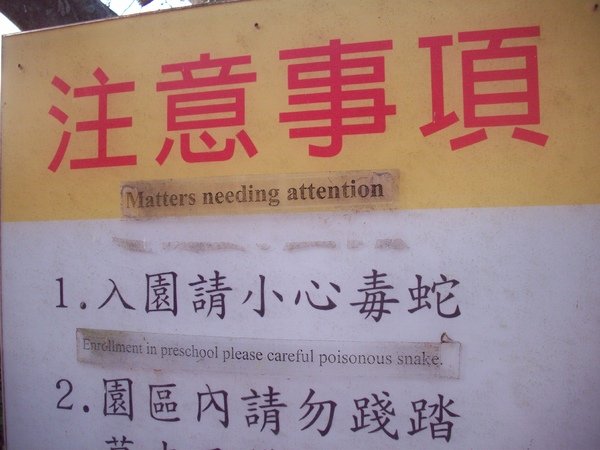 注意事項
Matters needing attention
1.入園請小心毒蛇
Enrollment in preschool please careful poisonous snake.
2.園區內請勿踐踏